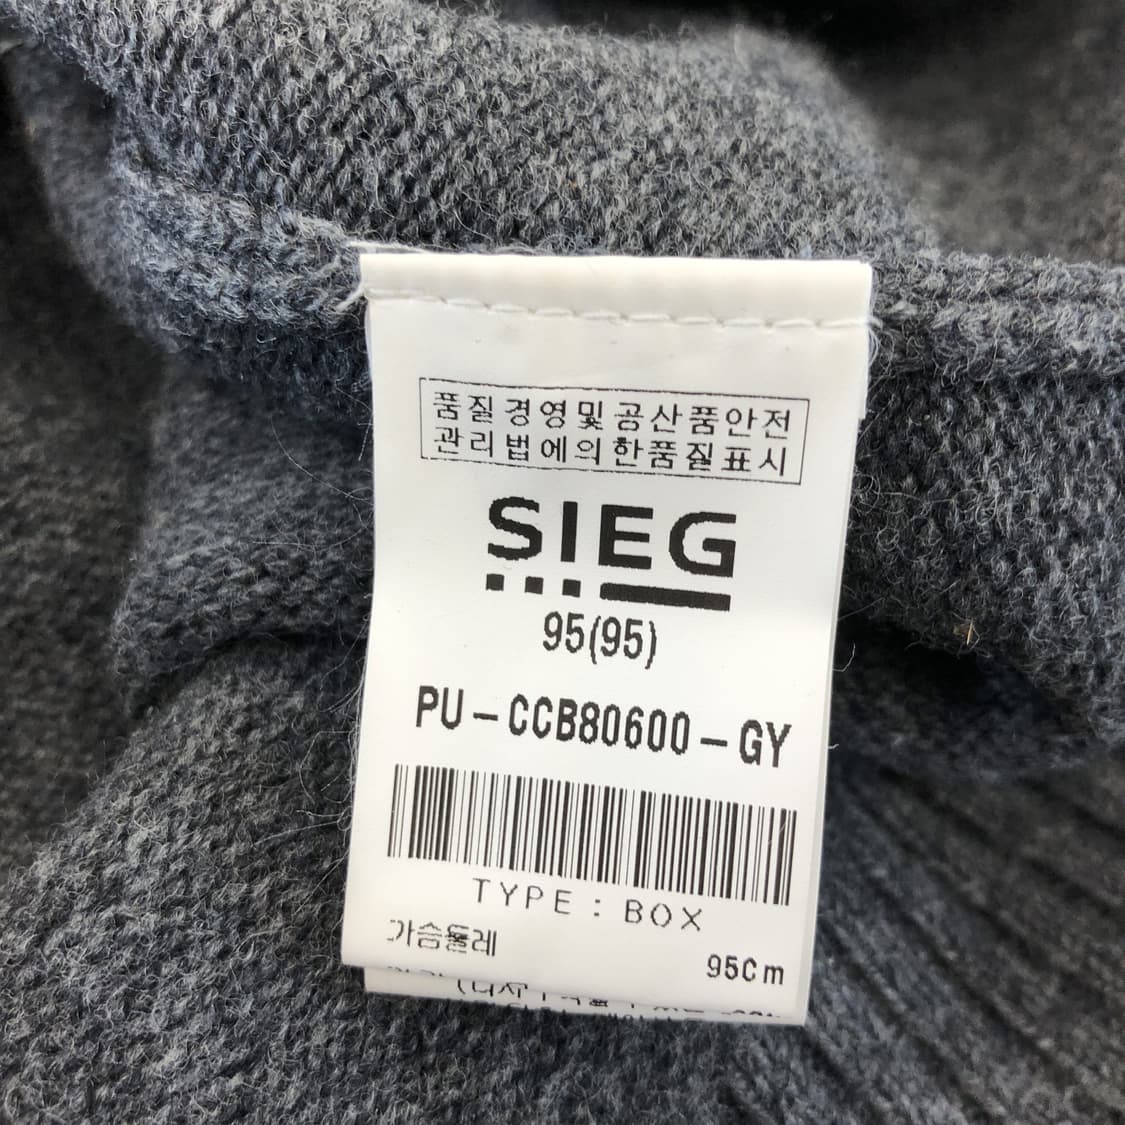 품질경영및공산품안전
관리법에의한품질표시
SIEG
95(95)
PU-CCB80600-GY
TYPE : BOX
가슴둘레
95Cm